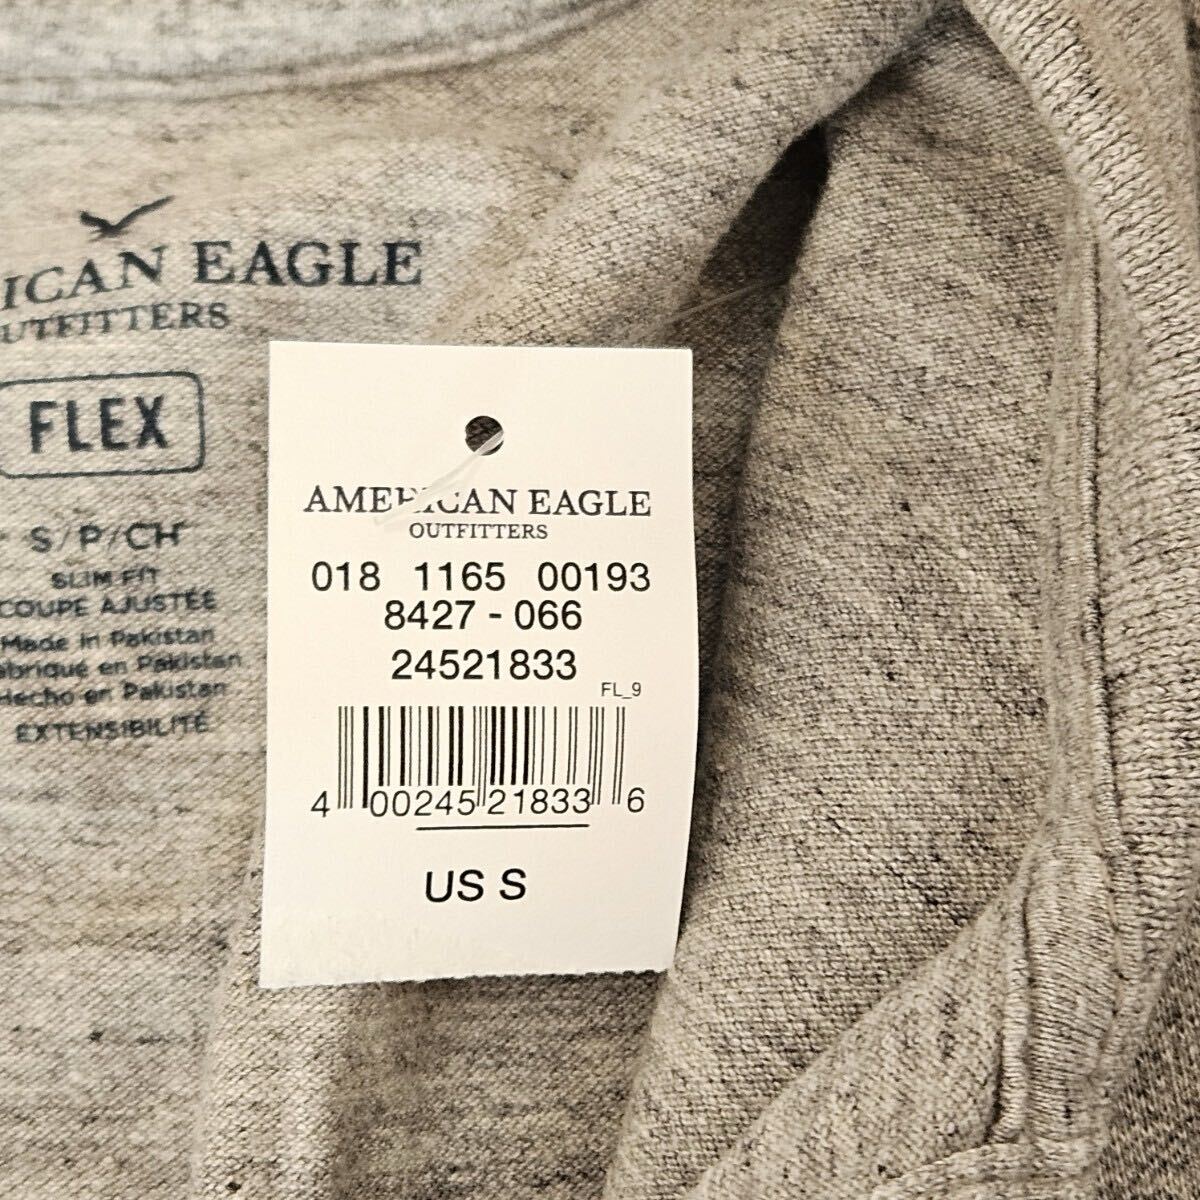 ICAN EAGLE
UTFITTERS
FLEX
S/P/CH
SLIM FIT
COUPE AJUSTÉE
Made in Pakistan
abriqué en Pakistan
Hecho en Pakistan
EXTENSIBILITÉ
AMERICAN EAGLE
OUTFITTERS
018 1165 00193
8427 - 066
24521833
FL_9
4 00245 21833 6
US S